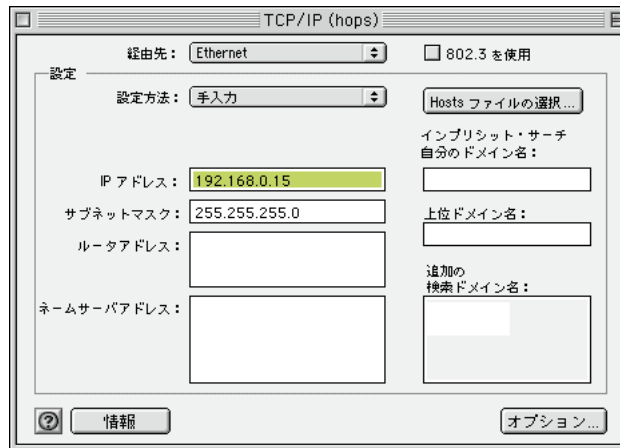 TCP/IP (hops)
経由先： Ethernet
802.3 を使用
設定
設定方法： 手入力
Hosts ファイルの選択...
インプリシット・サーチ
自分のドメイン名：
IP アドレス： 192.168.0.15
サブネットマスク： 255.255.255.0
上位ドメイン名：
ルータアドレス：
追加の
検索ドメイン名：
ネームサーバアドレス：
?
情報
オプション...